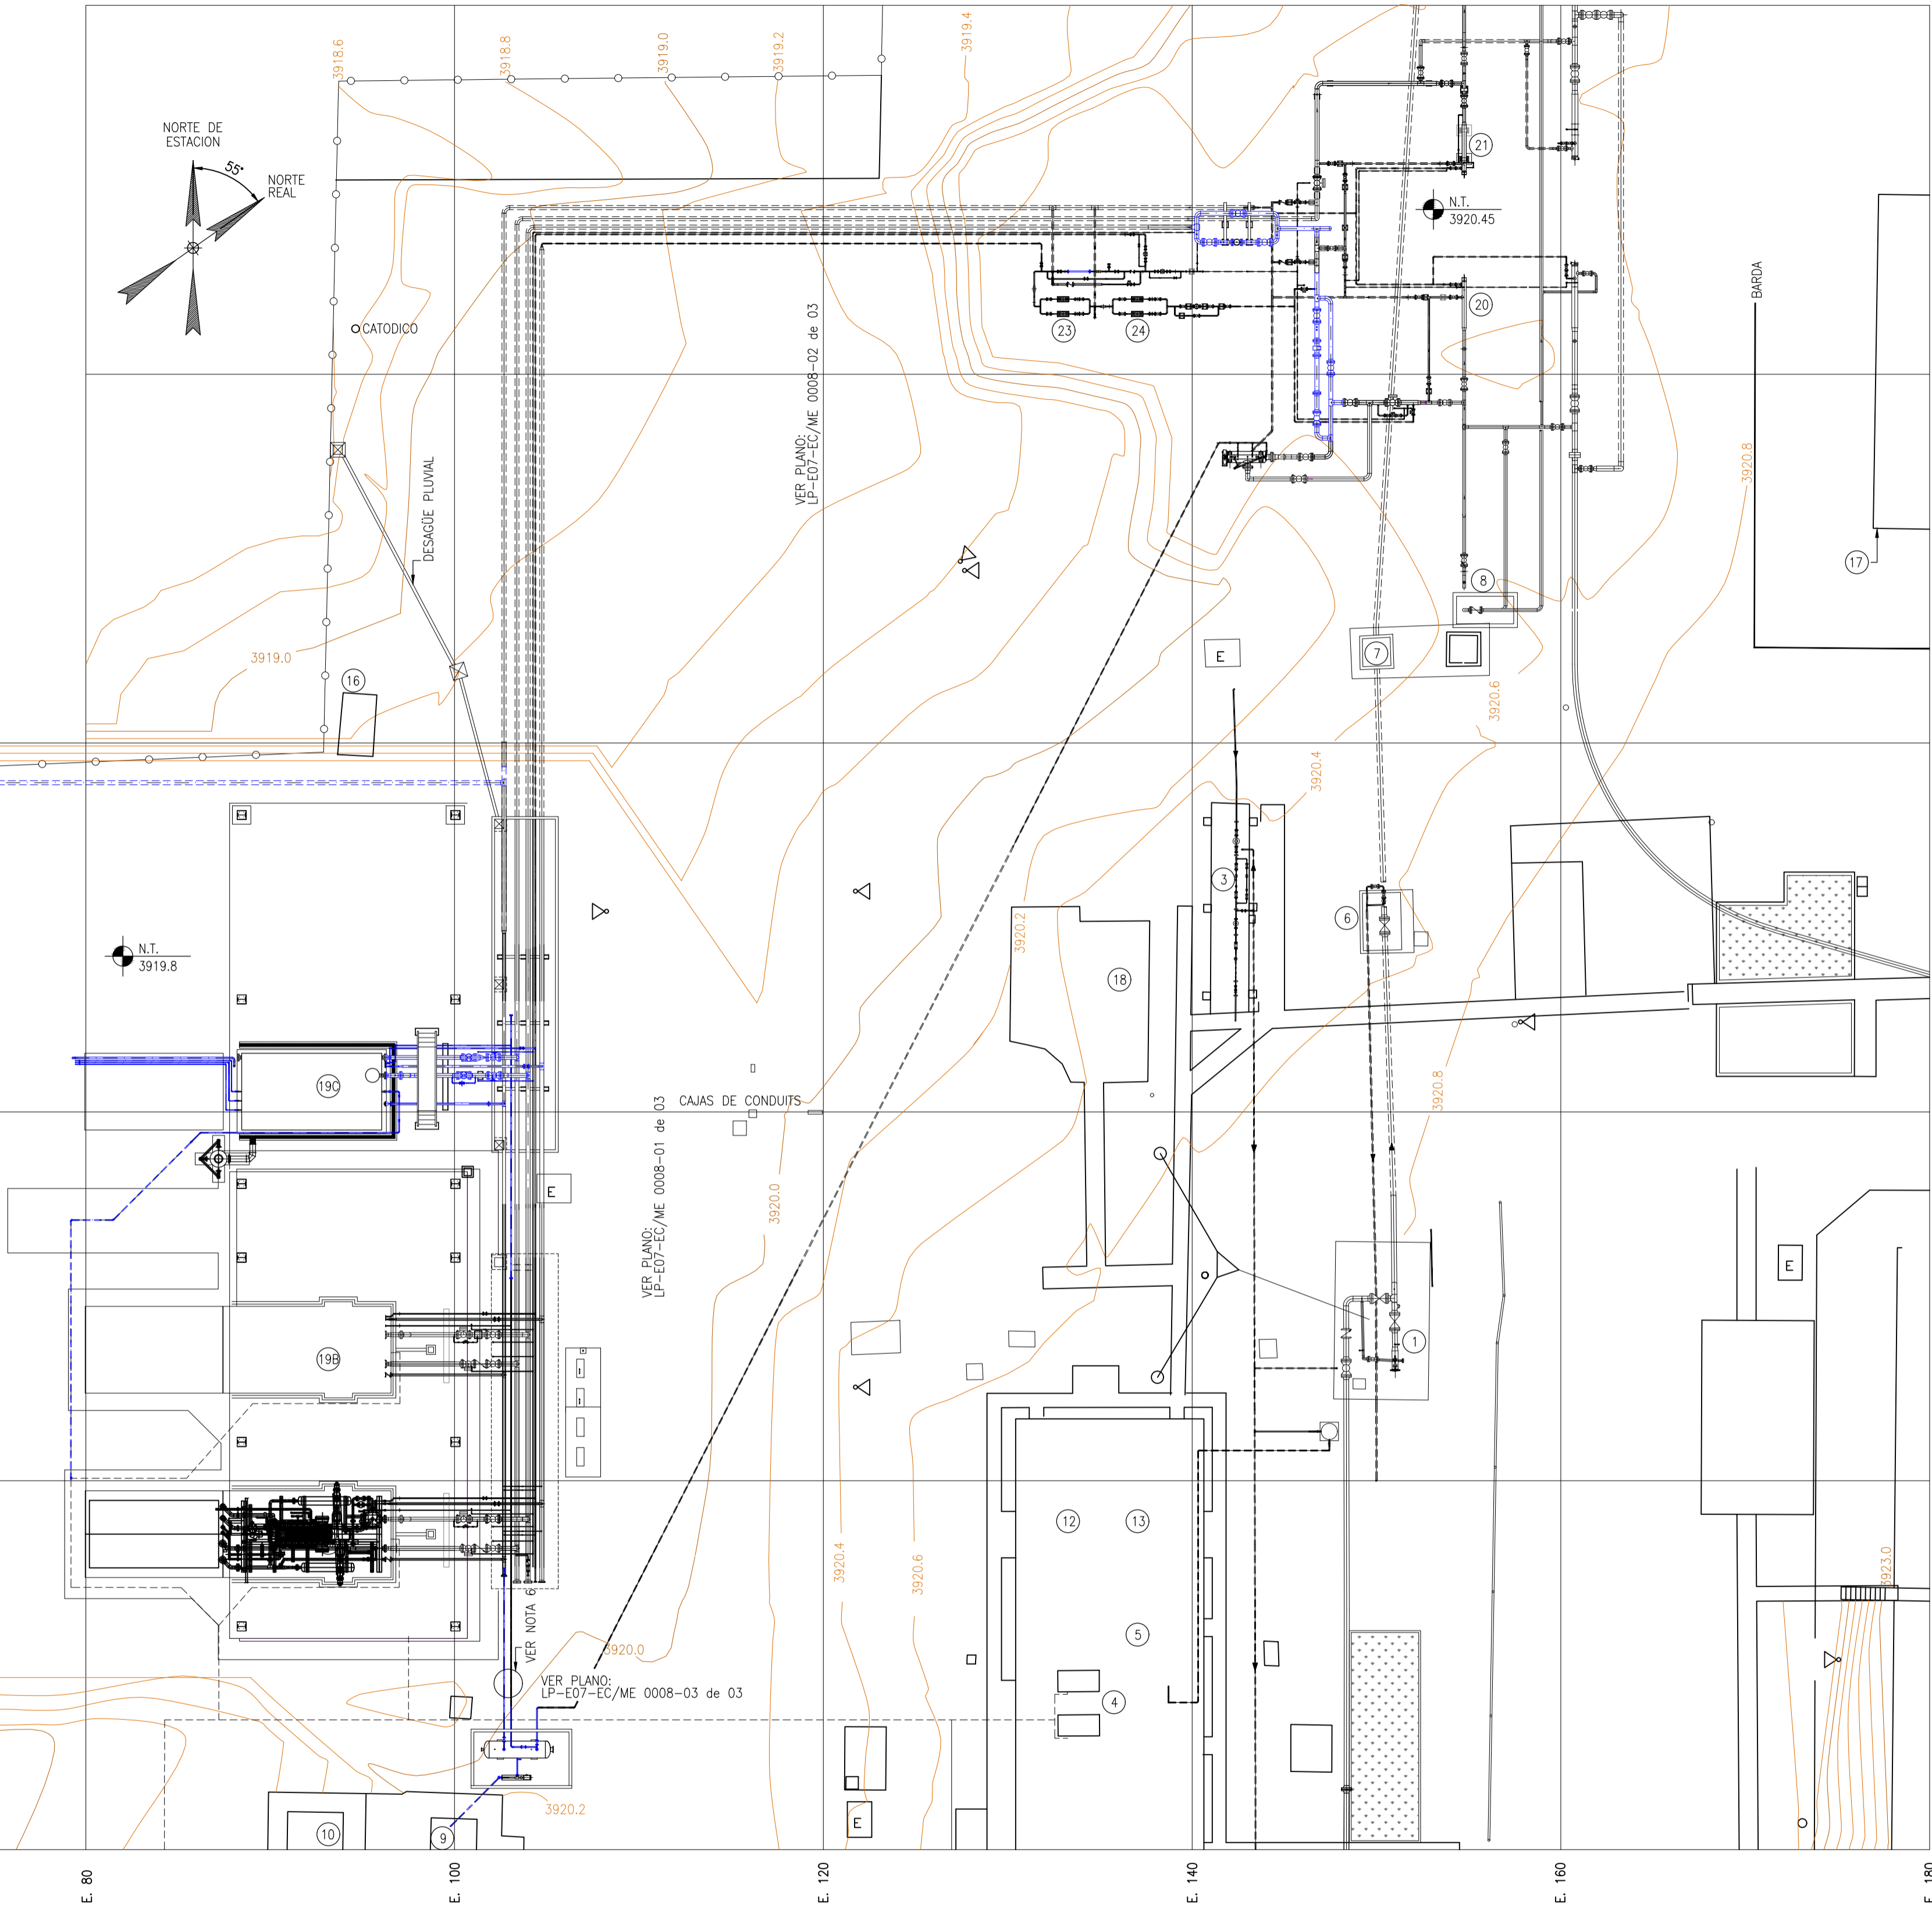 3918.6
3918.8
3919.0
3919.2
3919.4
NORTE DE
ESTACION
55°
NORTE
REAL
21
N.T.
3920.45
BARDA
20
23
24
CATODICO
VER PLANO:
LP-E07-EC/ME 0008-02 de 03
DESAGÜE PLUVIAL
3920.8
17
8
7
E
3919.0
16
3920.6
3920.4
3
6
3920.2
18
N.T.
3919.8
19C
CAJAS DE CONDUITS
3920.8
E
VER PLANO:
LP-E07-EC/ME 0008-01 de 03
3920.0
E
1
19B
12
13
3920.4
3920.6
3923.0
VER NOTA 6
5
3920.0
VER PLANO:
LP-E07-EC/ME 0008-03 de 03
4
3920.2
E
10
9
E. 80
E. 100
E. 120
E. 140
E. 160
E. 180